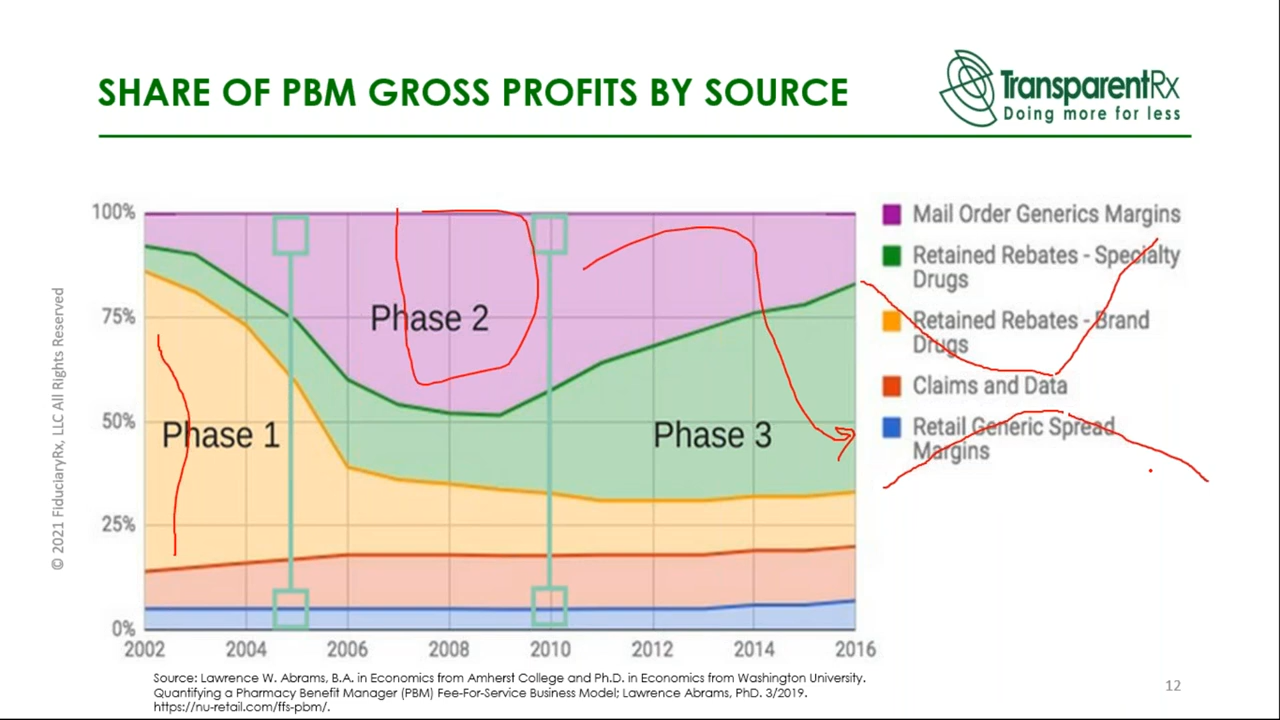 SHARE OF PBM GROSS PROFITS BY SOURCE
TransparentRx
Doing more for less
© 2021 FiduciaryRx, LLC All Rights Reserved
100%
75%
50%
25%
0%
Phase 1
Phase 2
Phase 3
2002
2004
2006
2008
2010
2012
2014
2016
Mail Order Generics Margins
Retained Rebates - Specialty
Drugs
Retained Rebates - Brand
Drugs
Claims and Data
Retail Generic Spread
Margins
Source: Lawrence W. Abrams, B.A. in Economics from Amherst College and Ph.D. in Economics from Washington University.
Quantifying a Pharmacy Benefit Manager (PBM) Fee-For-Service Business Model; Lawrence Abrams, PhD. 3/2019.
https://nu-retail.com/ffs-pbm/.
12